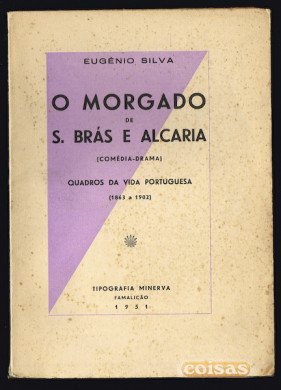 EUGÉNIO SILVA
O MORGADO
DE
S. BRÁS E ALCARIA
(COMÉDIA-DRAMA)
QUADROS DA VIDA PORTUGUESA
(1863 a 1902)
TIPOGRAFIA MINERVA
FAMALICÃO
1951
coisas